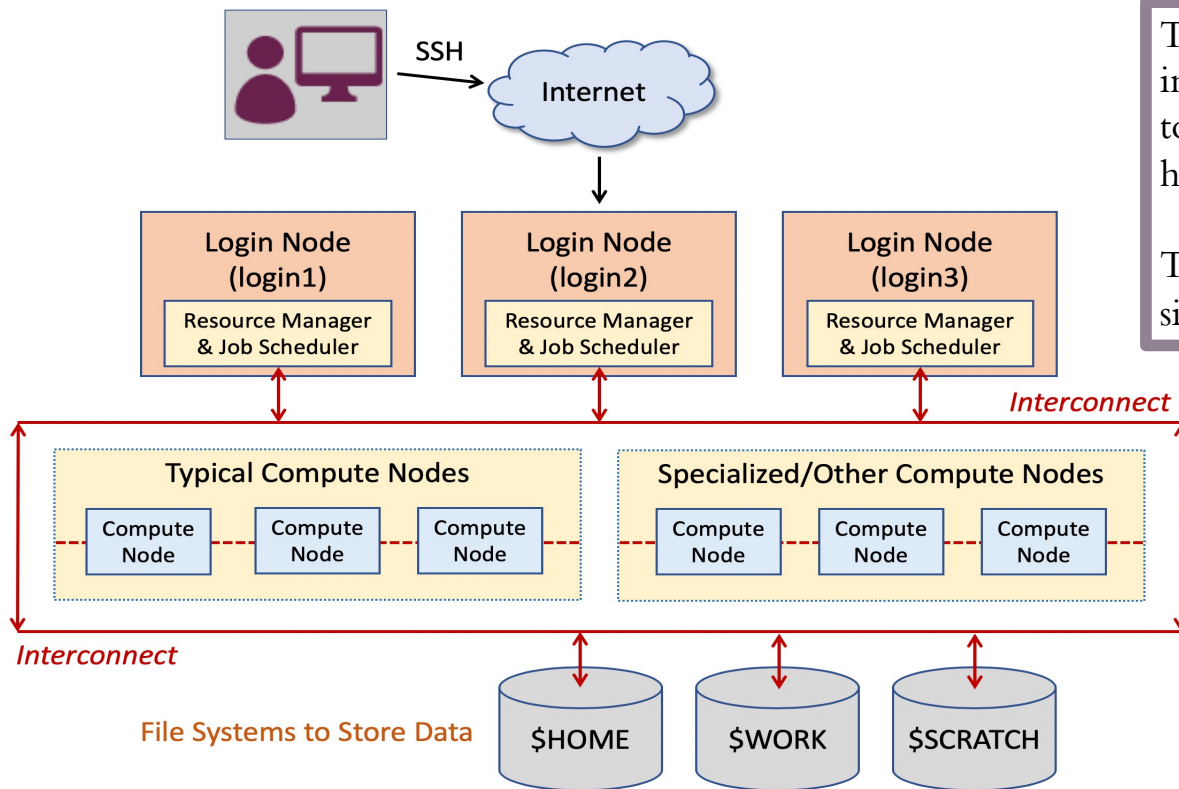 SSH
Internet
Login Node
(login1)
Resource Manager
& Job Scheduler
Login Node
(login2)
Resource Manager
& Job Scheduler
Login Node
(login3)
Resource Manager
& Job Scheduler
Interconnect
Typical Compute Nodes
Compute
Node
Compute
Node
Compute
Node
Specialized/Other Compute Nodes
Compute
Node
Compute
Node
Compute
Node
Interconnect
File Systems to Store Data
$HOME
$WORK
$SCRATCH